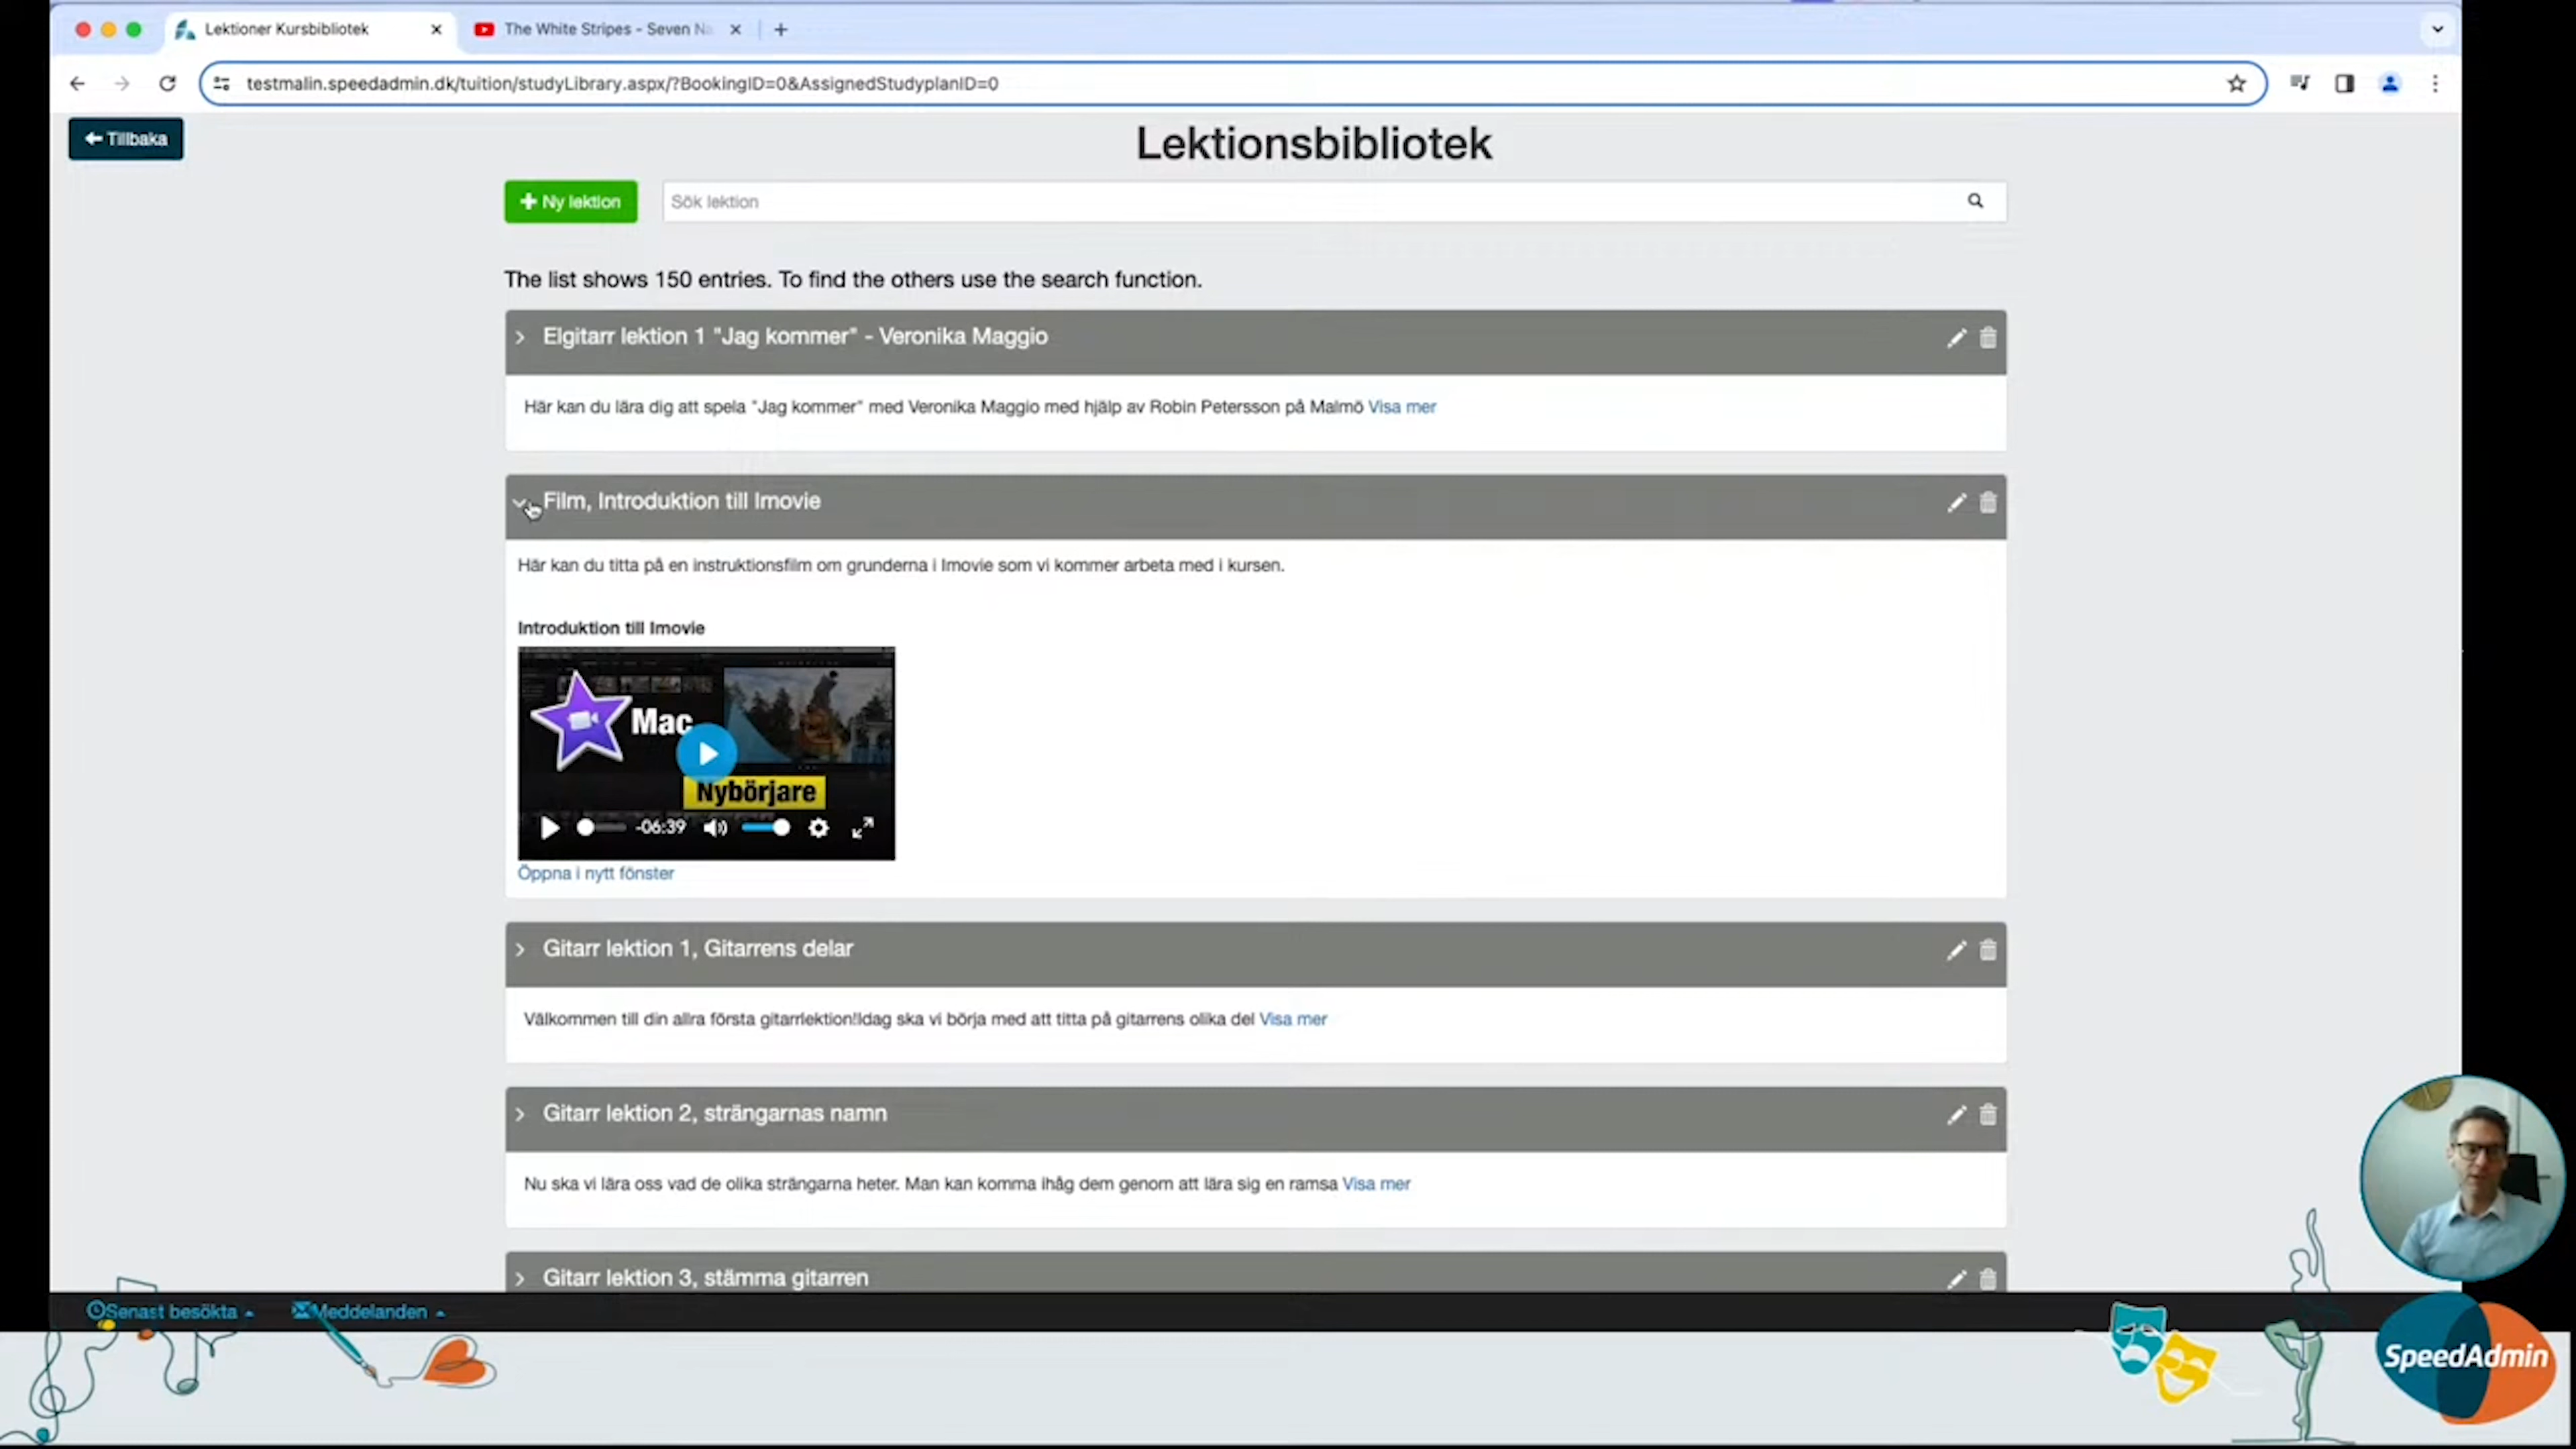 Lektioner Kursbibliotek
The White Stripes - Seven Na
testmalin.speedadmin.dk/tuition/studyLibrary.aspx/?BookingID=0&AssignedStudyplanID=0
Tillbaka
Lektionsbibliotek
Ny lektion
Sök lektion
The list shows 150 entries. To find the others use the search function.
Elgitarr lektion 1 "Jag kommer" - Veronika Maggio
Här kan du lära dig att spela "Jag kommer" med Veronika Maggio med hjälp av Robin Petersson på Malmö Visa mer
Film, Introduktion till Imovie
Här kan du titta på en instruktionsfilm om grunderna i Imovie som vi kommer arbeta med i kursen.
Introduktion till Imovie
Mac
Nybörjare
-06:39
Öppna i nytt fönster
Gitarr lektion 1, Gitarrens delar
Välkommen till din allra första gitarrlektion!Idag ska vi börja med att titta på gitarrens olika del Visa mer
Gitarr lektion 2, strängarnas namn
Nu ska vi lära oss vad de olika strängarna heter. Man kan komma ihåg dem genom att lära sig en ramsa Visa mer
Gitarr lektion 3, stämma gitarren
Senast besökta
Meddelanden
SpeedAdmin